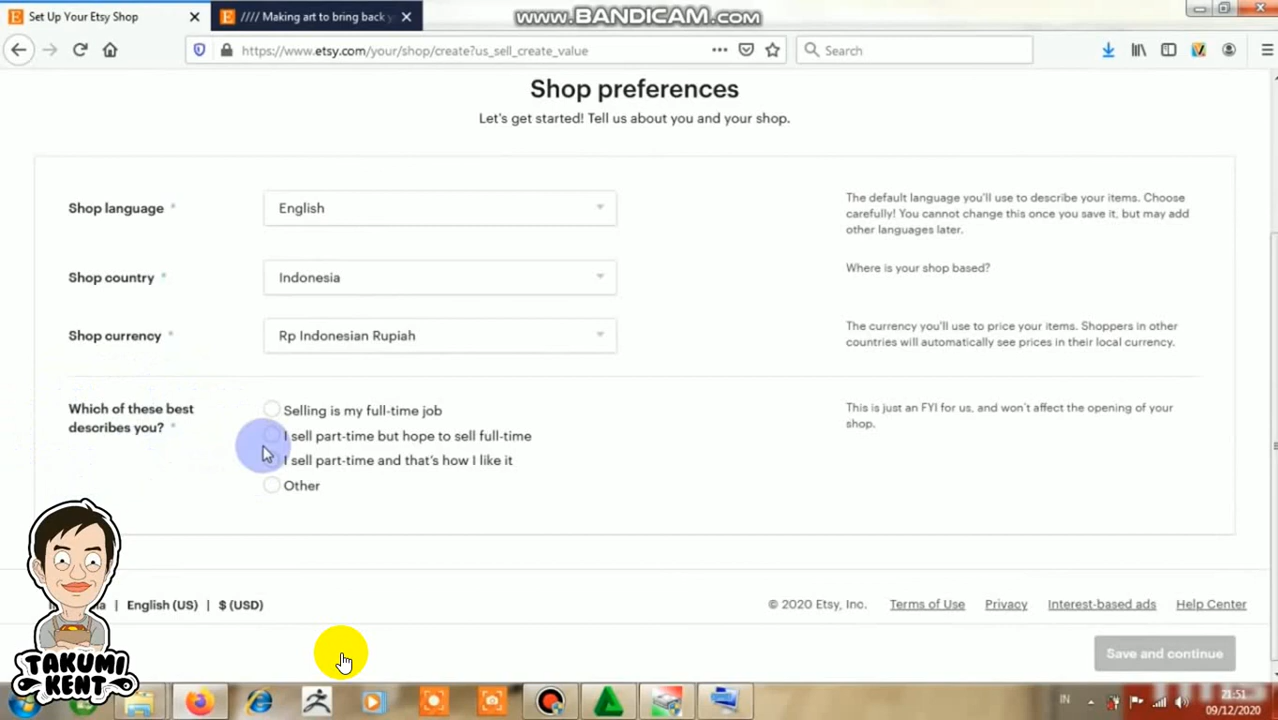 Set Up Your Etsy Shop
//// Making art to bring back
www.BANDICAM.com
https://www.etsy.com/your/shop/create?us_sell_create_value
Search
Shop preferences
Let's get started! Tell us about you and your shop.
Shop language *
English
The default language you'll use to describe your items. Choose
carefully! You cannot change this once you save it, but may add
other languages later.
Shop country *
Indonesia
Where is your shop based?
Shop currency *
Rp Indonesian Rupiah
The currency you'll use to price your items. Shoppers in other
countries will automatically see prices in their local currency.
Which of these best
describes you? *
Selling is my full-time job
I sell part-time but hope to sell full-time
I sell part-time and that's how I like it
Other
This is just an FYI for us, and won't affect the opening of your
shop.
| English (US) | $ (USD)
© 2020 Etsy, Inc.
Terms of Use
Privacy
Interest-based ads
Help Center
Save and continue
TAKUMI
KENT
IN
21:51
09/12/2020